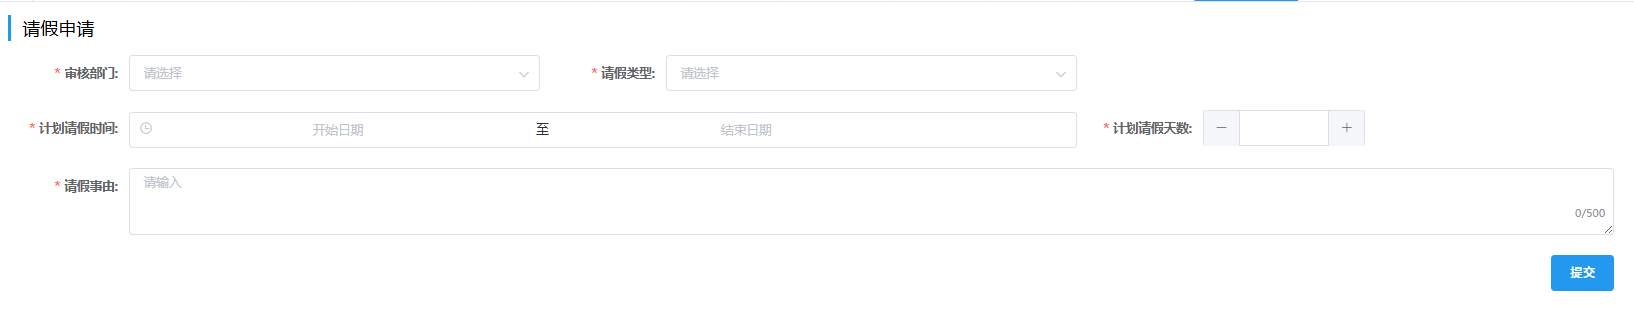 请假申请
* 审核部门: 请选择 * 请假类型: 请选择
* 计划请假时间: 开始日期 至 结束日期 * 计划请假天数: − +
* 请假事由: 请输入
0/500
提交